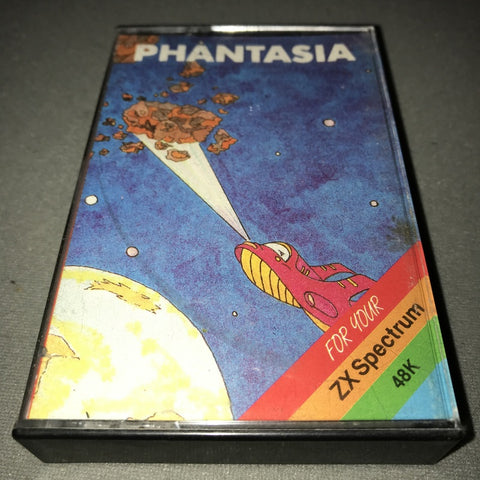 PHANTASIA
FOR YOUR
ZX Spectrum
48K